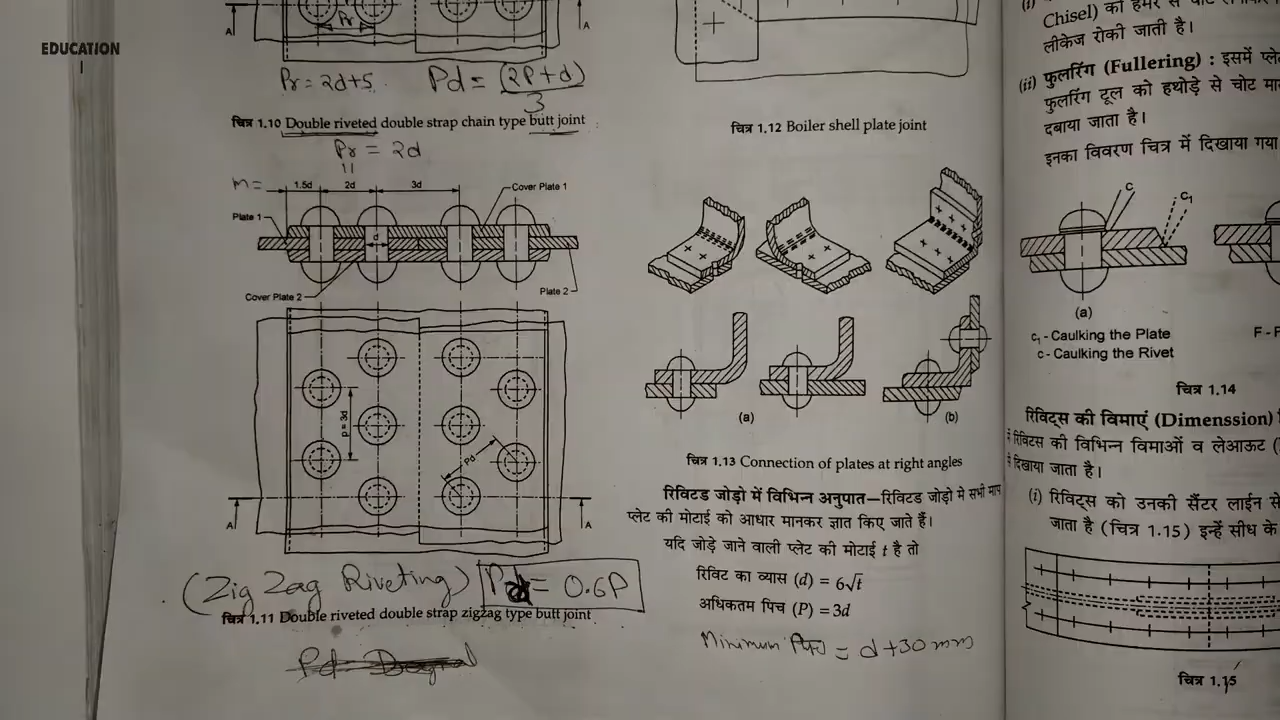 EDUCATION
A
Pr
A
Pr = 2d+5
Pd = (2P+d)
3
चित्र 1.10 Double riveted double strap chain type butt joint
Pr = 2d
m =
1.5d
2d
3d
Cover Plate 1
Plate 1
d
Cover Plate 2
Plate 2
p = 3d
Pd
A
A
(Zig Zag Riveting)
= 0.6P
चित्र 1.11 Double riveted double strap zigzag type butt joint
चित्र 1.12 Boiler shell plate joint
(a)
(b)
चित्र 1.13 Connection of plates at right angles
रिविटड जोड़ो में विभिन्न अनुपात—रिविटड जोड़ो मे सभी माप
प्लेट की मोटाई को आधार मानकर ज्ञात किए जाते हैं।
यदि जोड़े जाने वाली प्लेट की मोटाई t है तो
रिविट का व्यास (d) = 6√t
अधिकतम पिच (P) = 3d
Minimum = d+30 mm
(i)
Chisel) को हैमर से चोट
लीकेज रोकी जाती है।
(ii) फुलरिंग (Fullering) : इसमें
फुलरिंग टूल को हथोड़े से चोट
दबाया जाता है।
इनका विवरण चित्र में दिखाया गया
C
C₁
(a)
c₁ - Caulking the Plate
c - Caulking the Rivet
F -
चित्र 1.14
रिविट्स की विमाएं (Dimenssion)
रिविटस की विभिन्न विमाओं व लेआऊट
में दिखाया जाता है।
(i) रिविट्स को उनकी सैंटर लाईन से
जाता है (चित्र 1.15) इन्हें सीध के
चित्र 1.15